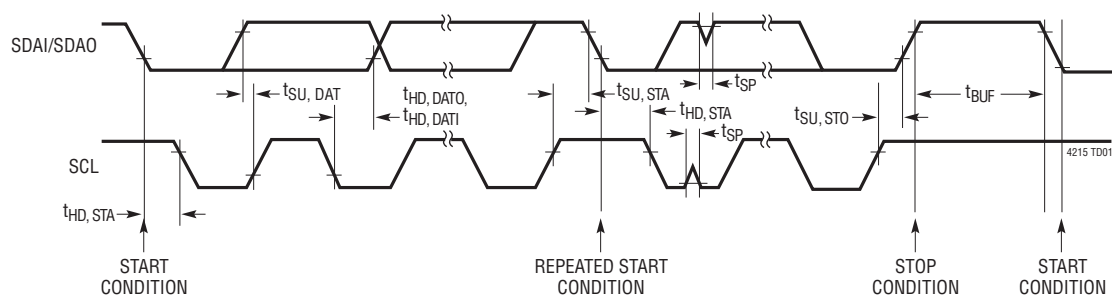 SDAI/SDAO
tSU, DAT
tHD, DATO,
tHD, DATI
tSU, STA
tHD, STA
tSP
tSP
tSU, STO
tBUF
SCL
4215 TD01
tHD, STA
START
CONDITION
REPEATED START
CONDITION
STOP
CONDITION
START
CONDITION